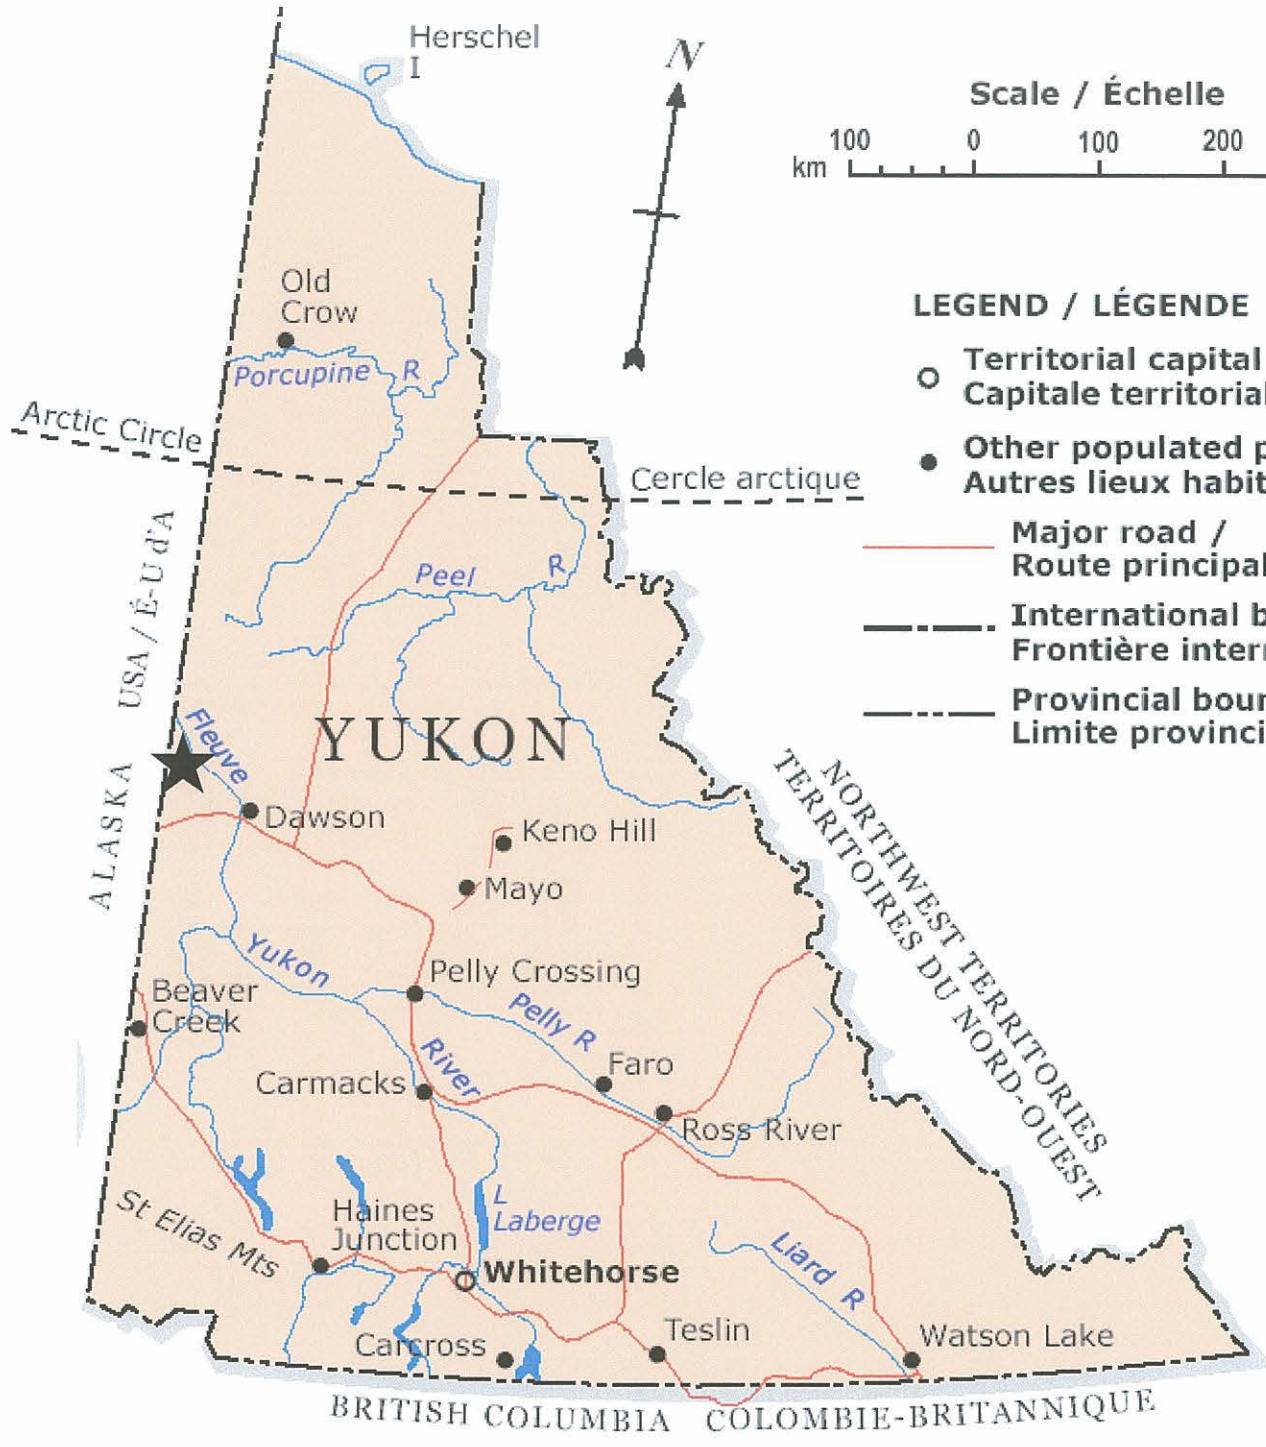 Herschel
I
N
Scale / Échelle
100 0 100 200
km
Old
Crow
Porcupine R
Arctic Circle
Cercle arctique
LEGEND / LÉGENDE
Territorial capital
Capitale territorial
Other populated p
Autres lieux habit
Major road /
Route principal
International b
Frontière inter
Provincial bour
Limite provinci
Peel R
ALASKA USA / É-U d'A
YUKON
Fleuve
Dawson
Keno Hill
Mayo
NORTHWEST TERRITORIES
TERRITOIRES DU NORD-OUEST
Yukon
River
Pelly Crossing
Beaver
Creek
Pelly R
Faro
Carmacks
Ross River
St Elias Mts
Haines
Junction
L
Laberge
Whitehorse
Liard R
Carcross
Teslin
Watson Lake
BRITISH COLUMBIA COLOMBIE-BRITANNIQUE